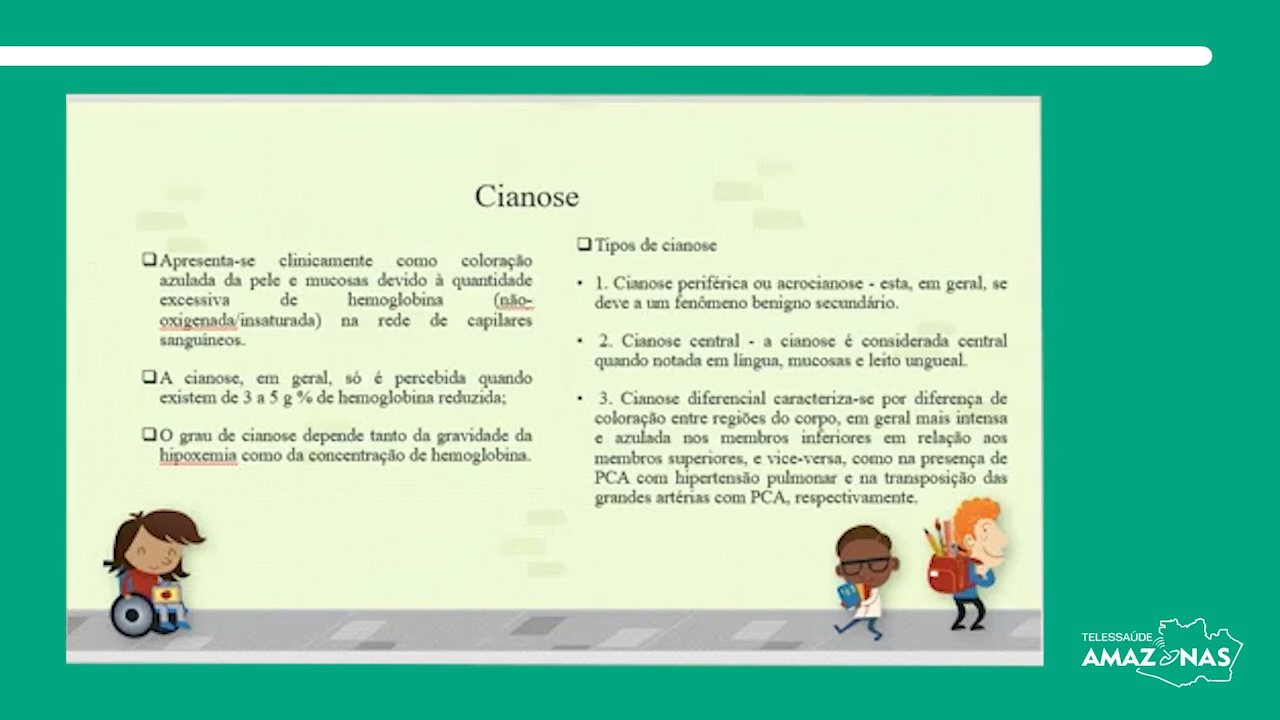 Cianose
❑Apresenta-se clinicamente como coloração
azulada da pele e mucosas devido à quantidade
excessiva de hemoglobina (não-
oxigenada/insaturada) na rede de capilares
sanguíneos.
❑A cianose, em geral, só é percebida quando
existem de 3 a 5 g % de hemoglobina reduzida;
❑O grau de cianose depende tanto da gravidade da
hipoxemia como da concentração de hemoglobina.
❑Tipos de cianose
• 1. Cianose periférica ou acrocianose - esta, em geral, se
deve a um fenômeno benigno secundário.
• 2. Cianose central - a cianose é considerada central
quando notada em língua, mucosas e leito ungueal.
• 3. Cianose diferencial caracteriza-se por diferença de
coloração entre regiões do corpo, em geral mais intensa
e azulada nos membros inferiores em relação aos
membros superiores, e vice-versa, como na presença de
PCA com hipertensão pulmonar e na transposição das
grandes artérias com PCA, respectivamente.
TELESSAÚDE
AMAZONAS